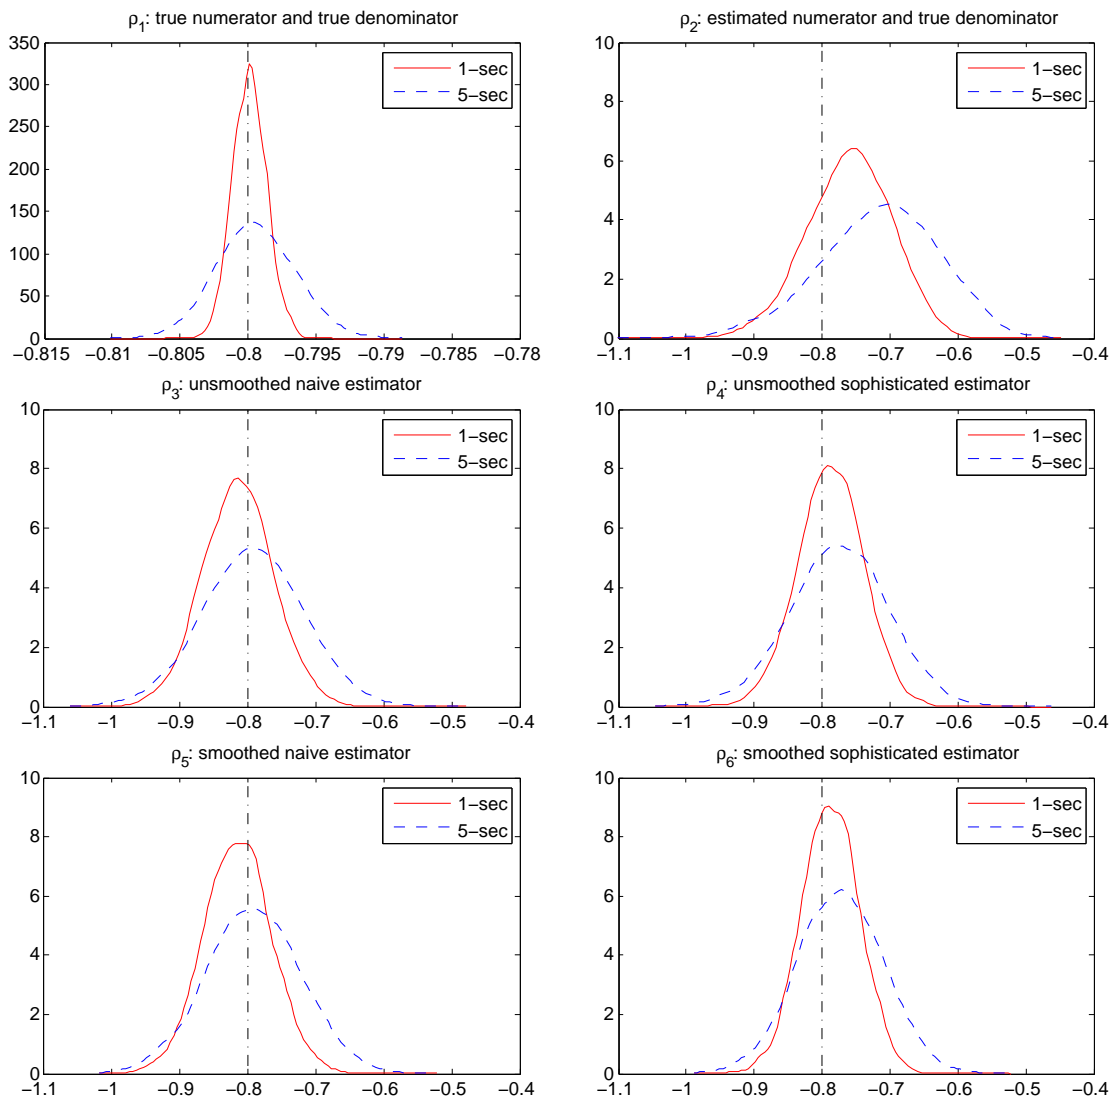 ρ1: true numerator and true denominator
350
300
250
200
150
100
50
0
−0.815 −0.81 −0.805 −0.8 −0.795 −0.79 −0.785 −0.78
1−sec
5−sec
ρ2: estimated numerator and true denominator
10
8
6
4
2
0
−1.1 −1 −0.9 −0.8 −0.7 −0.6 −0.5 −0.4
1−sec
5−sec
ρ3: unsmoothed naive estimator
10
8
6
4
2
0
−1.1 −1 −0.9 −0.8 −0.7 −0.6 −0.5 −0.4
1−sec
5−sec
ρ4: unsmoothed sophisticated estimator
10
8
6
4
2
0
−1.1 −1 −0.9 −0.8 −0.7 −0.6 −0.5 −0.4
1−sec
5−sec
ρ5: smoothed naive estimator
10
8
6
4
2
0
−1.1 −1 −0.9 −0.8 −0.7 −0.6 −0.5 −0.4
1−sec
5−sec
ρ6: smoothed sophisticated estimator
10
8
6
4
2
0
−1.1 −1 −0.9 −0.8 −0.7 −0.6 −0.5 −0.4
1−sec
5−sec